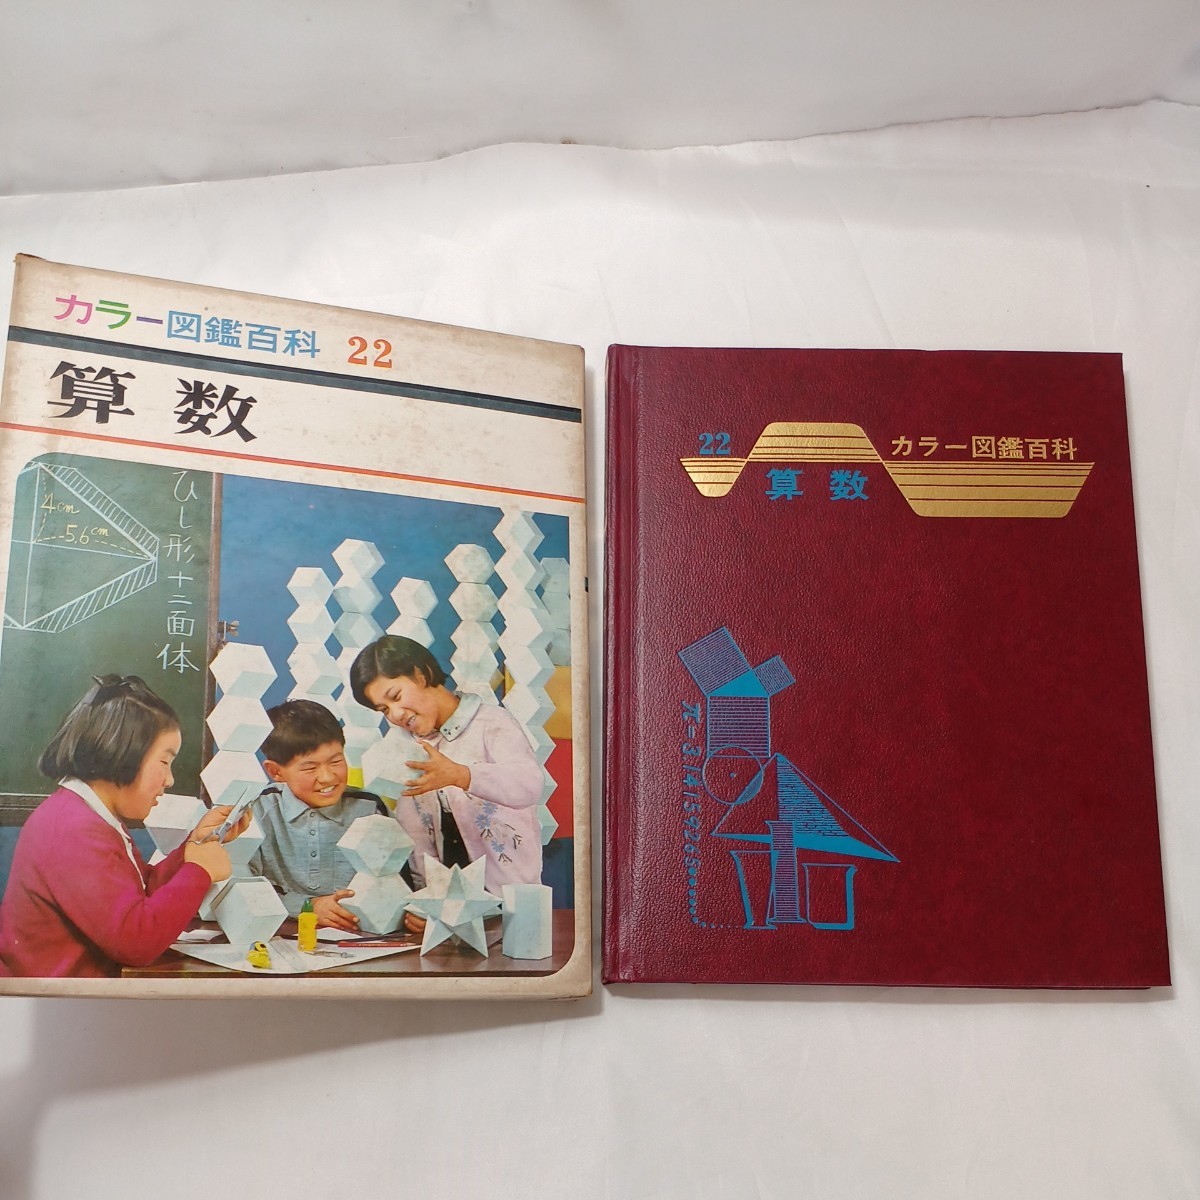 カラー図鑑百科 22
算数
4cm
5.6cm
ひし形十二面体
22
カラー図鑑百科
算数
π=3.14159265……